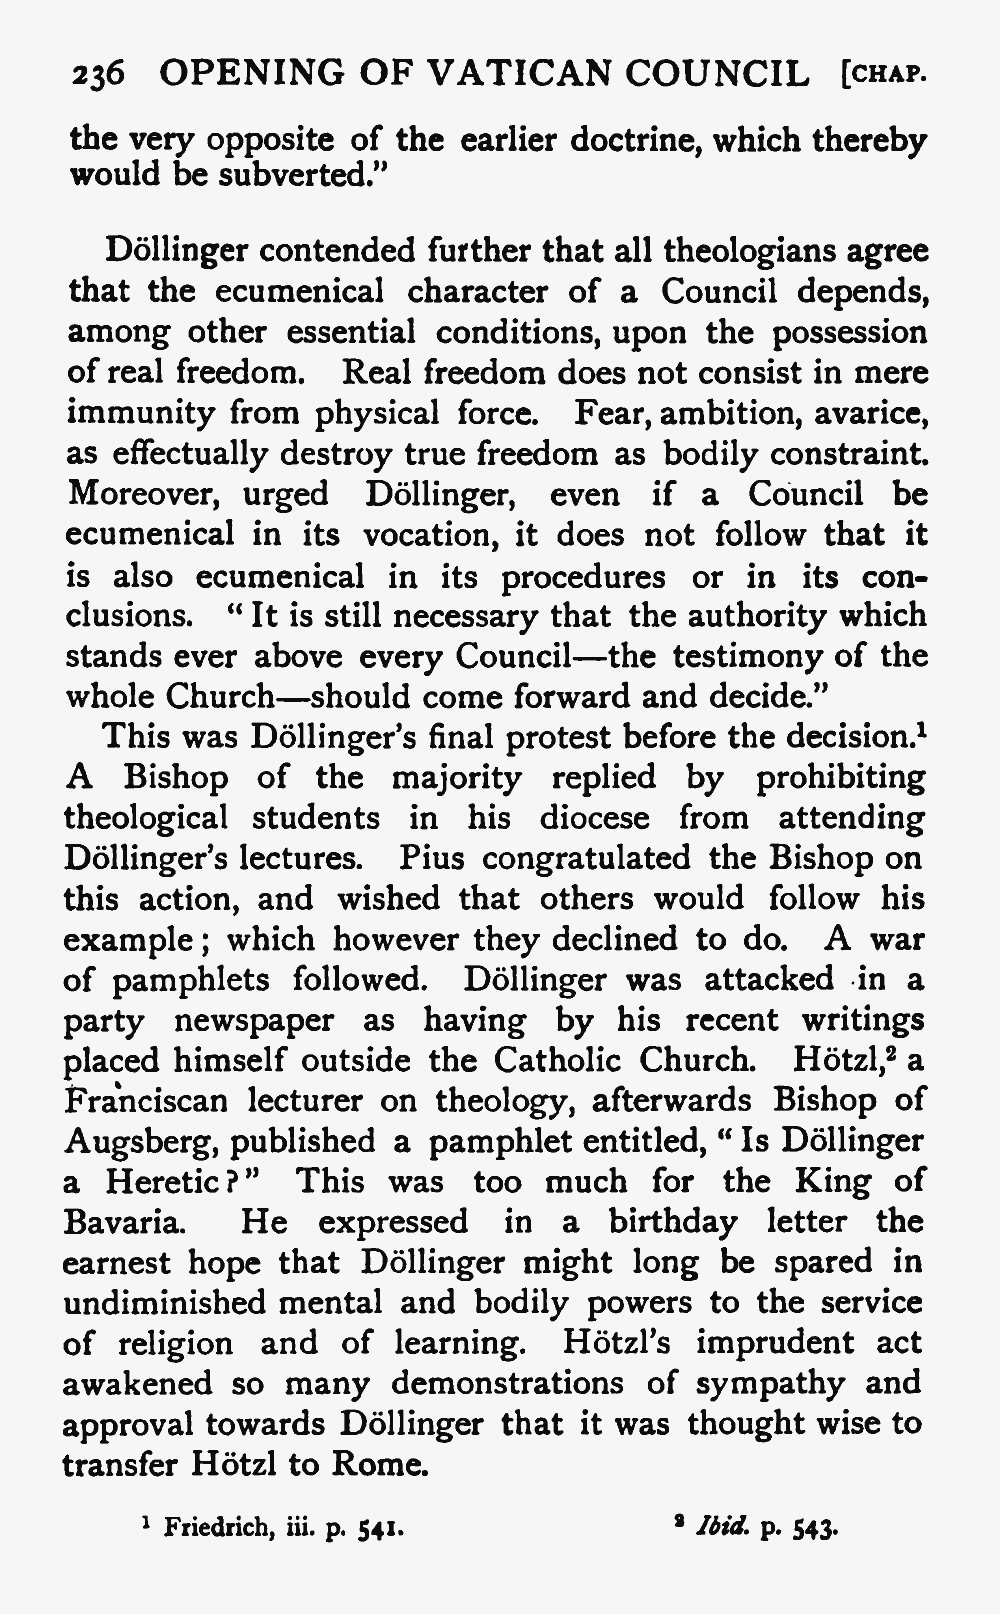 236 OPENING OF VATICAN COUNCIL [CHAP.
the very opposite of the earlier doctrine, which thereby
would be subverted."
Döllinger contended further that all theologians agree
that the ecumenical character of a Council depends,
among other essential conditions, upon the possession
of real freedom. Real freedom does not consist in mere
immunity from physical force. Fear, ambition, avarice,
as effectually destroy true freedom as bodily constraint.
Moreover, urged Döllinger, even if a Council be
ecumenical in its vocation, it does not follow that it
is also ecumenical in its procedures or in its con-
clusions. "It is still necessary that the authority which
stands ever above every Council—the testimony of the
whole Church—should come forward and decide."
This was Döllinger's final protest before the decision.¹
A Bishop of the majority replied by prohibiting
theological students in his diocese from attending
Döllinger's lectures. Pius congratulated the Bishop on
this action, and wished that others would follow his
example; which however they declined to do. A war
of pamphlets followed. Döllinger was attacked in a
party newspaper as having by his recent writings
placed himself outside the Catholic Church. Hötzl,² a
Franciscan lecturer on theology, afterwards Bishop of
Augsberg, published a pamphlet entitled, "Is Döllinger
a Heretic?" This was too much for the King of
Bavaria. He expressed in a birthday letter the
earnest hope that Döllinger might long be spared in
undiminished mental and bodily powers to the service
of religion and of learning. Hötzl's imprudent act
awakened so many demonstrations of sympathy and
approval towards Döllinger that it was thought wise to
transfer Hötzl to Rome.
¹ Friedrich, iii. p. 541. ² Ibid. p. 543.